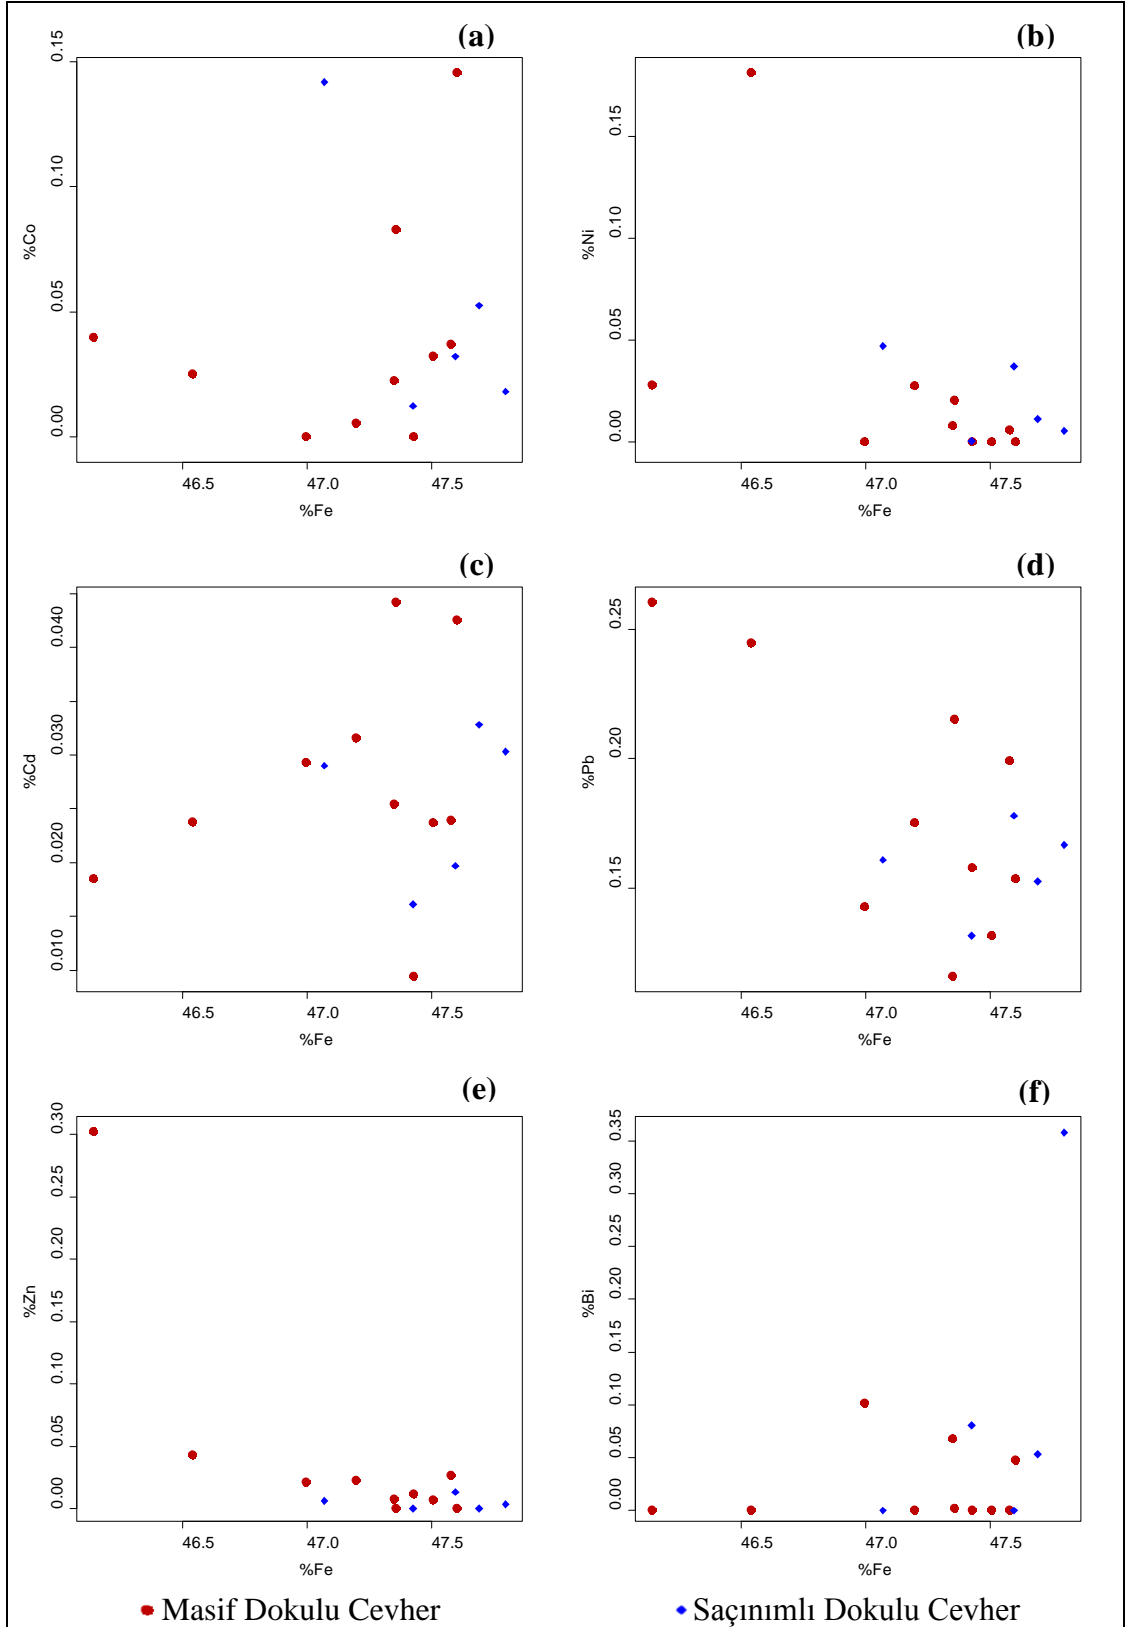 (a)
0.15
0.10
0.05
0.00
%Co
46.5 47.0 47.5
%Fe
(b)
0.15
0.10
0.05
0.00
%Ni
46.5 47.0 47.5
%Fe
(c)
0.040
0.030
0.020
0.010
%Cd
46.5 47.0 47.5
%Fe
(d)
0.25
0.20
0.15
%Pb
46.5 47.0 47.5
%Fe
(e)
0.30
0.25
0.20
0.15
0.10
0.05
0.00
%Zn
46.5 47.0 47.5
%Fe
(f)
0.35
0.30
0.25
0.20
0.15
0.10
0.05
0.00
%Bi
46.5 47.0 47.5
%Fe
Masif Dokulu Cevher
Saçınımlı Dokulu Cevher